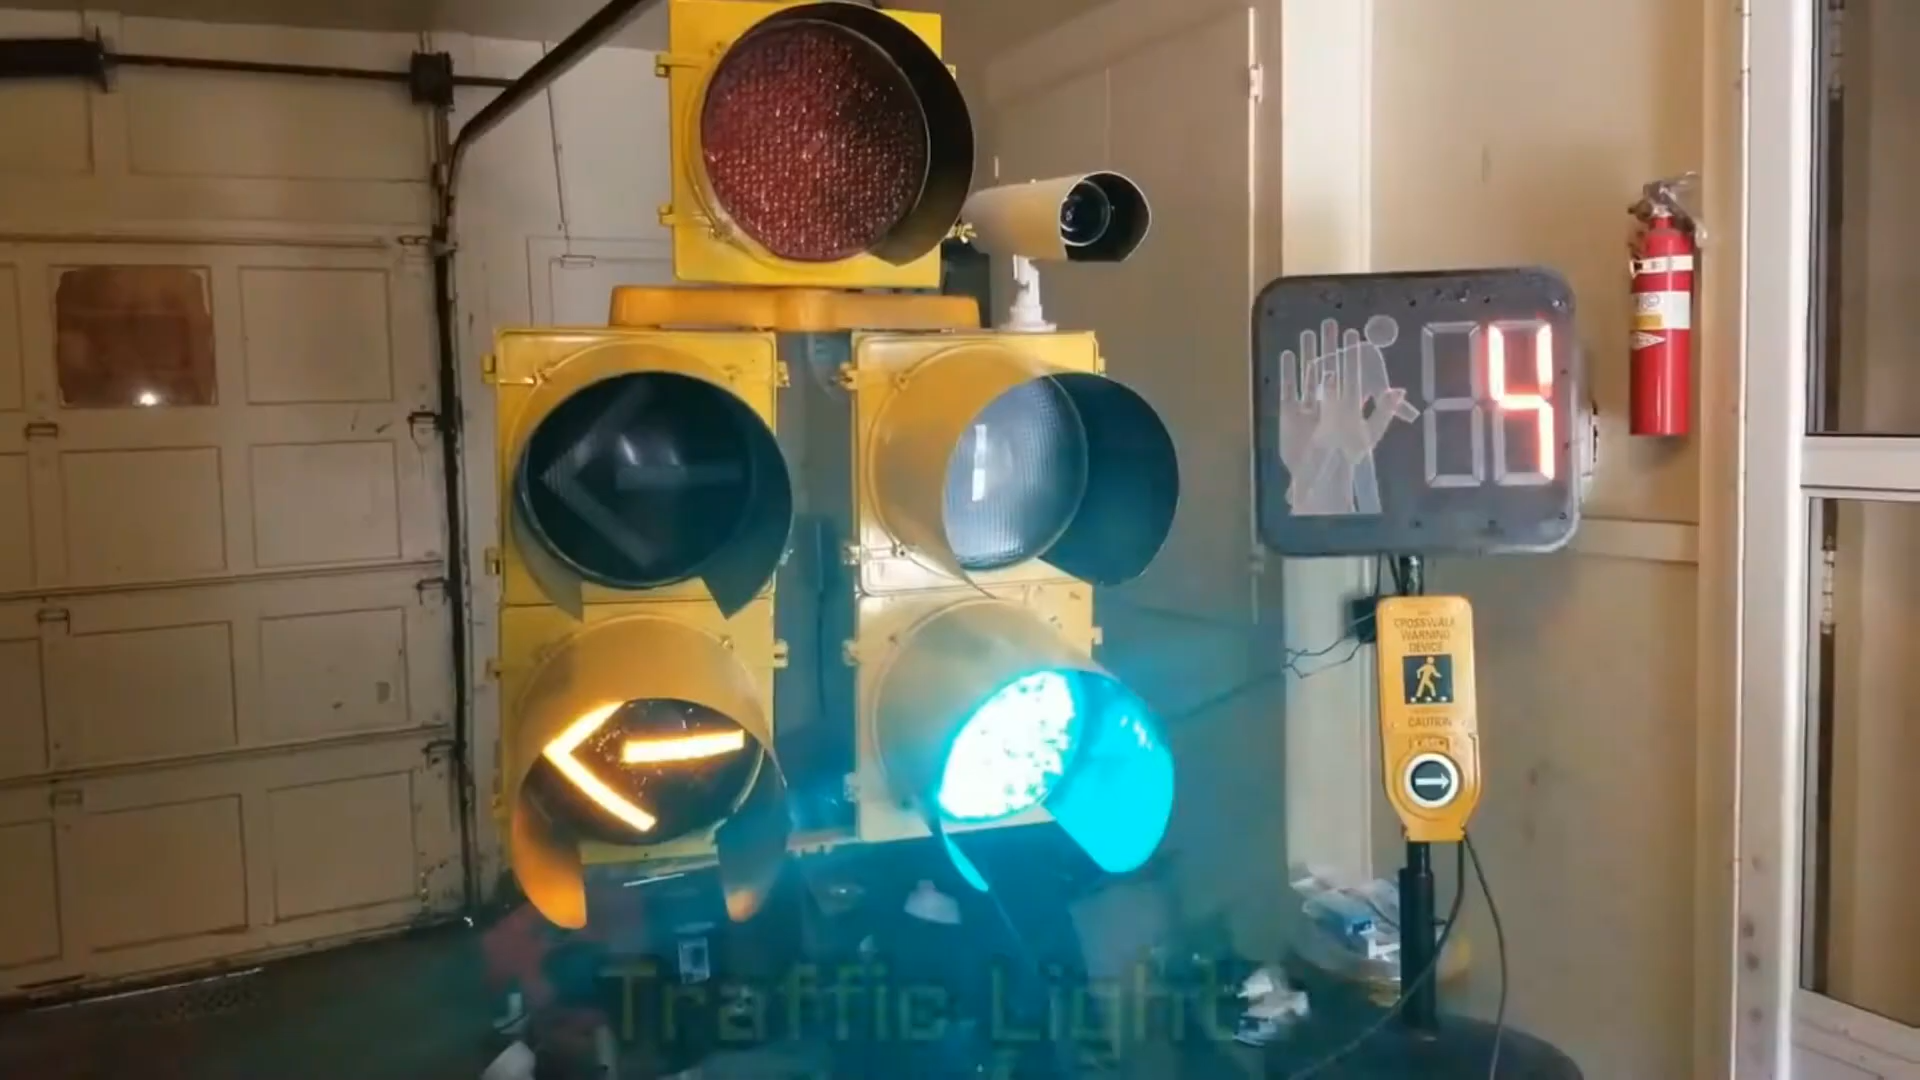 4
CROSSWALK
WARNING
DEVICE
CAUTION
Traffic Light